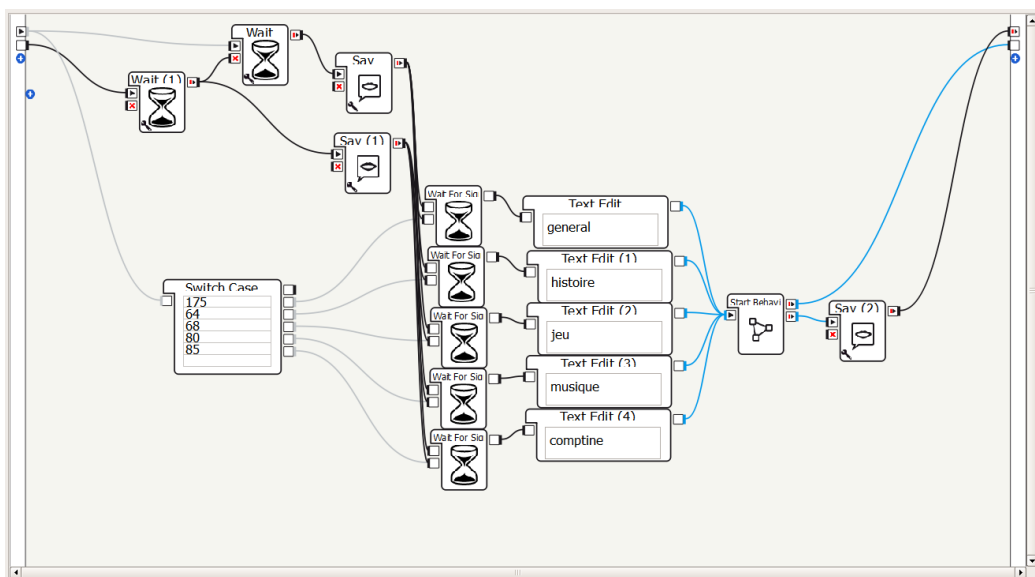 Wait
Wait (1)
Say
Say (1)
Wait For Sig
Text Edit
general
Wait For Sig
Text Edit (1)
histoire
Switch Case
175
64
68
80
85
Wait For Sig
Text Edit (2)
jeu
Start Behavi
Say (2)
Wait For Sig
Text Edit (3)
musique
Wait For Sig
Text Edit (4)
comptine